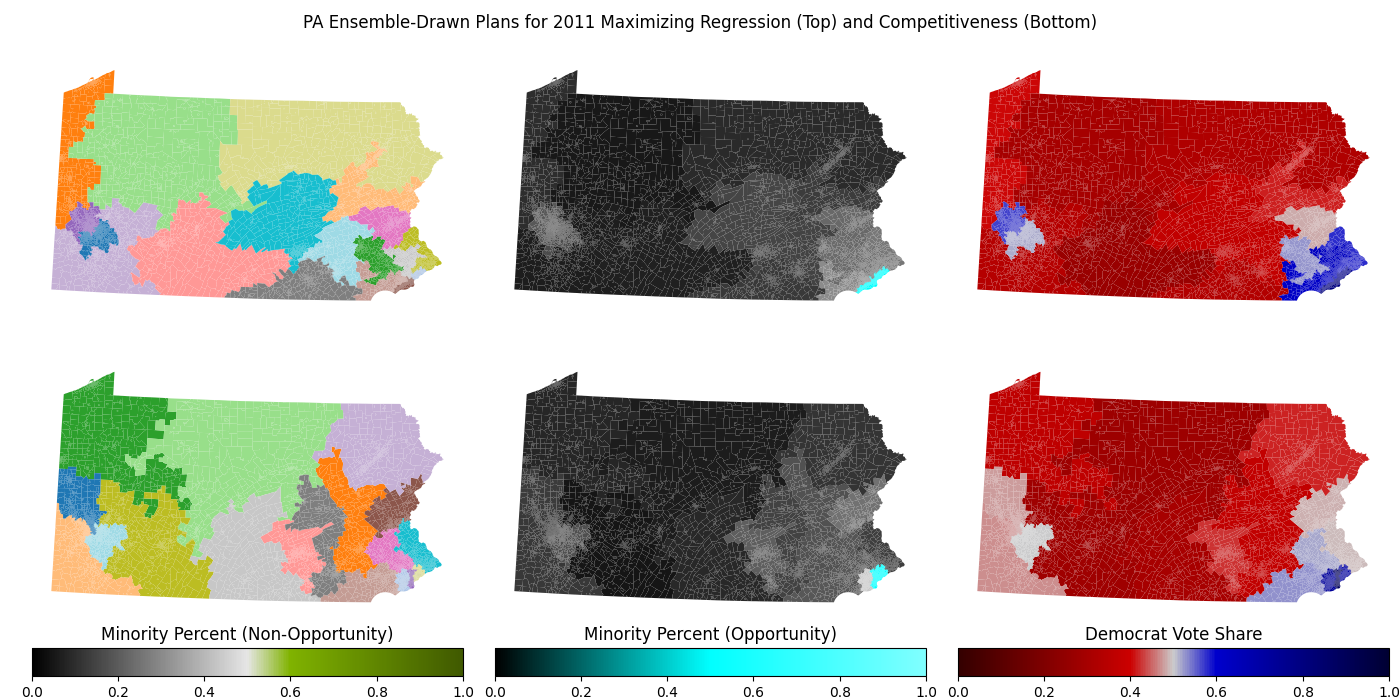 PA Ensemble-Drawn Plans for 2011 Maximizing Regression (Top) and Competitiveness (Bottom)
Minority Percent (Non-Opportunity) Minority Percent (Opportunity) Democrat Vote Share
0.0 0.2 0.4 0.6 0.8 1.0 0.0 0.2 0.4 0.6 0.8 1.0 0.0 0.2 0.4 0.6 0.8 1.0